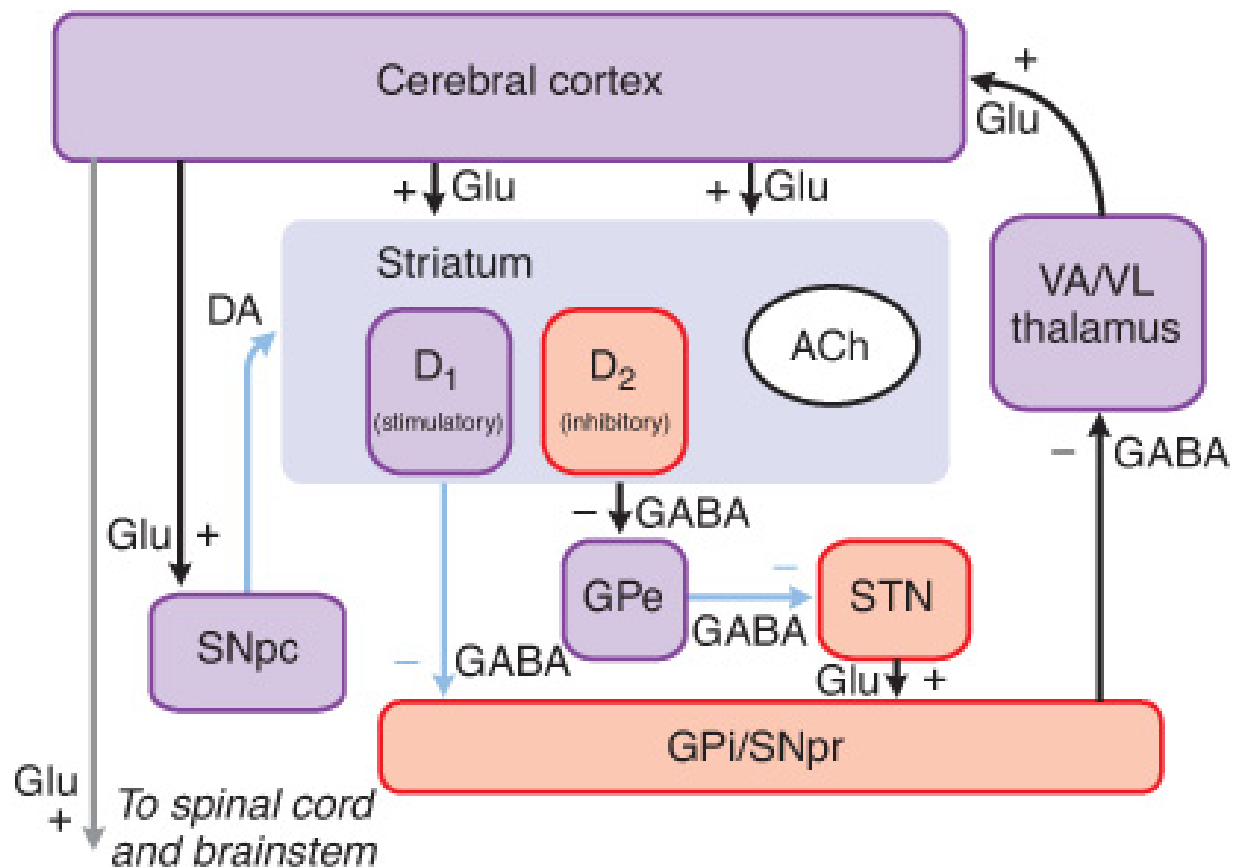 Cerebral cortex
+
Glu
+ Glu
+ Glu
Striatum
DA
D₁
(stimulatory)
D₂
(inhibitory)
ACh
VA/VL
thalamus
– GABA
– GABA
Glu +
GPe
–
GABA
STN
SNpc
– GABA
Glu +
GPi/SNpr
Glu
+
To spinal cord
and brainstem